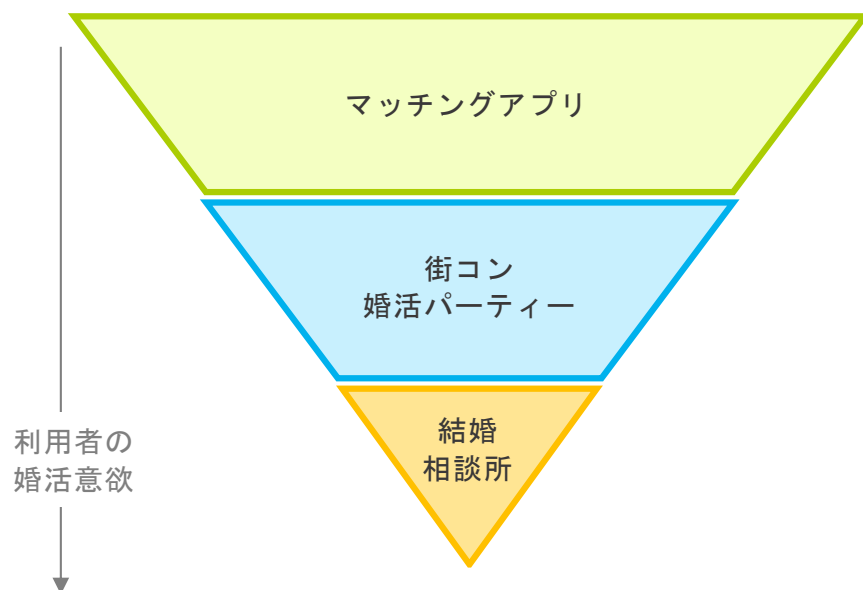 マッチングアプリ
街コン
婚活パーティー
結婚
相談所
利用者の
婚活意欲